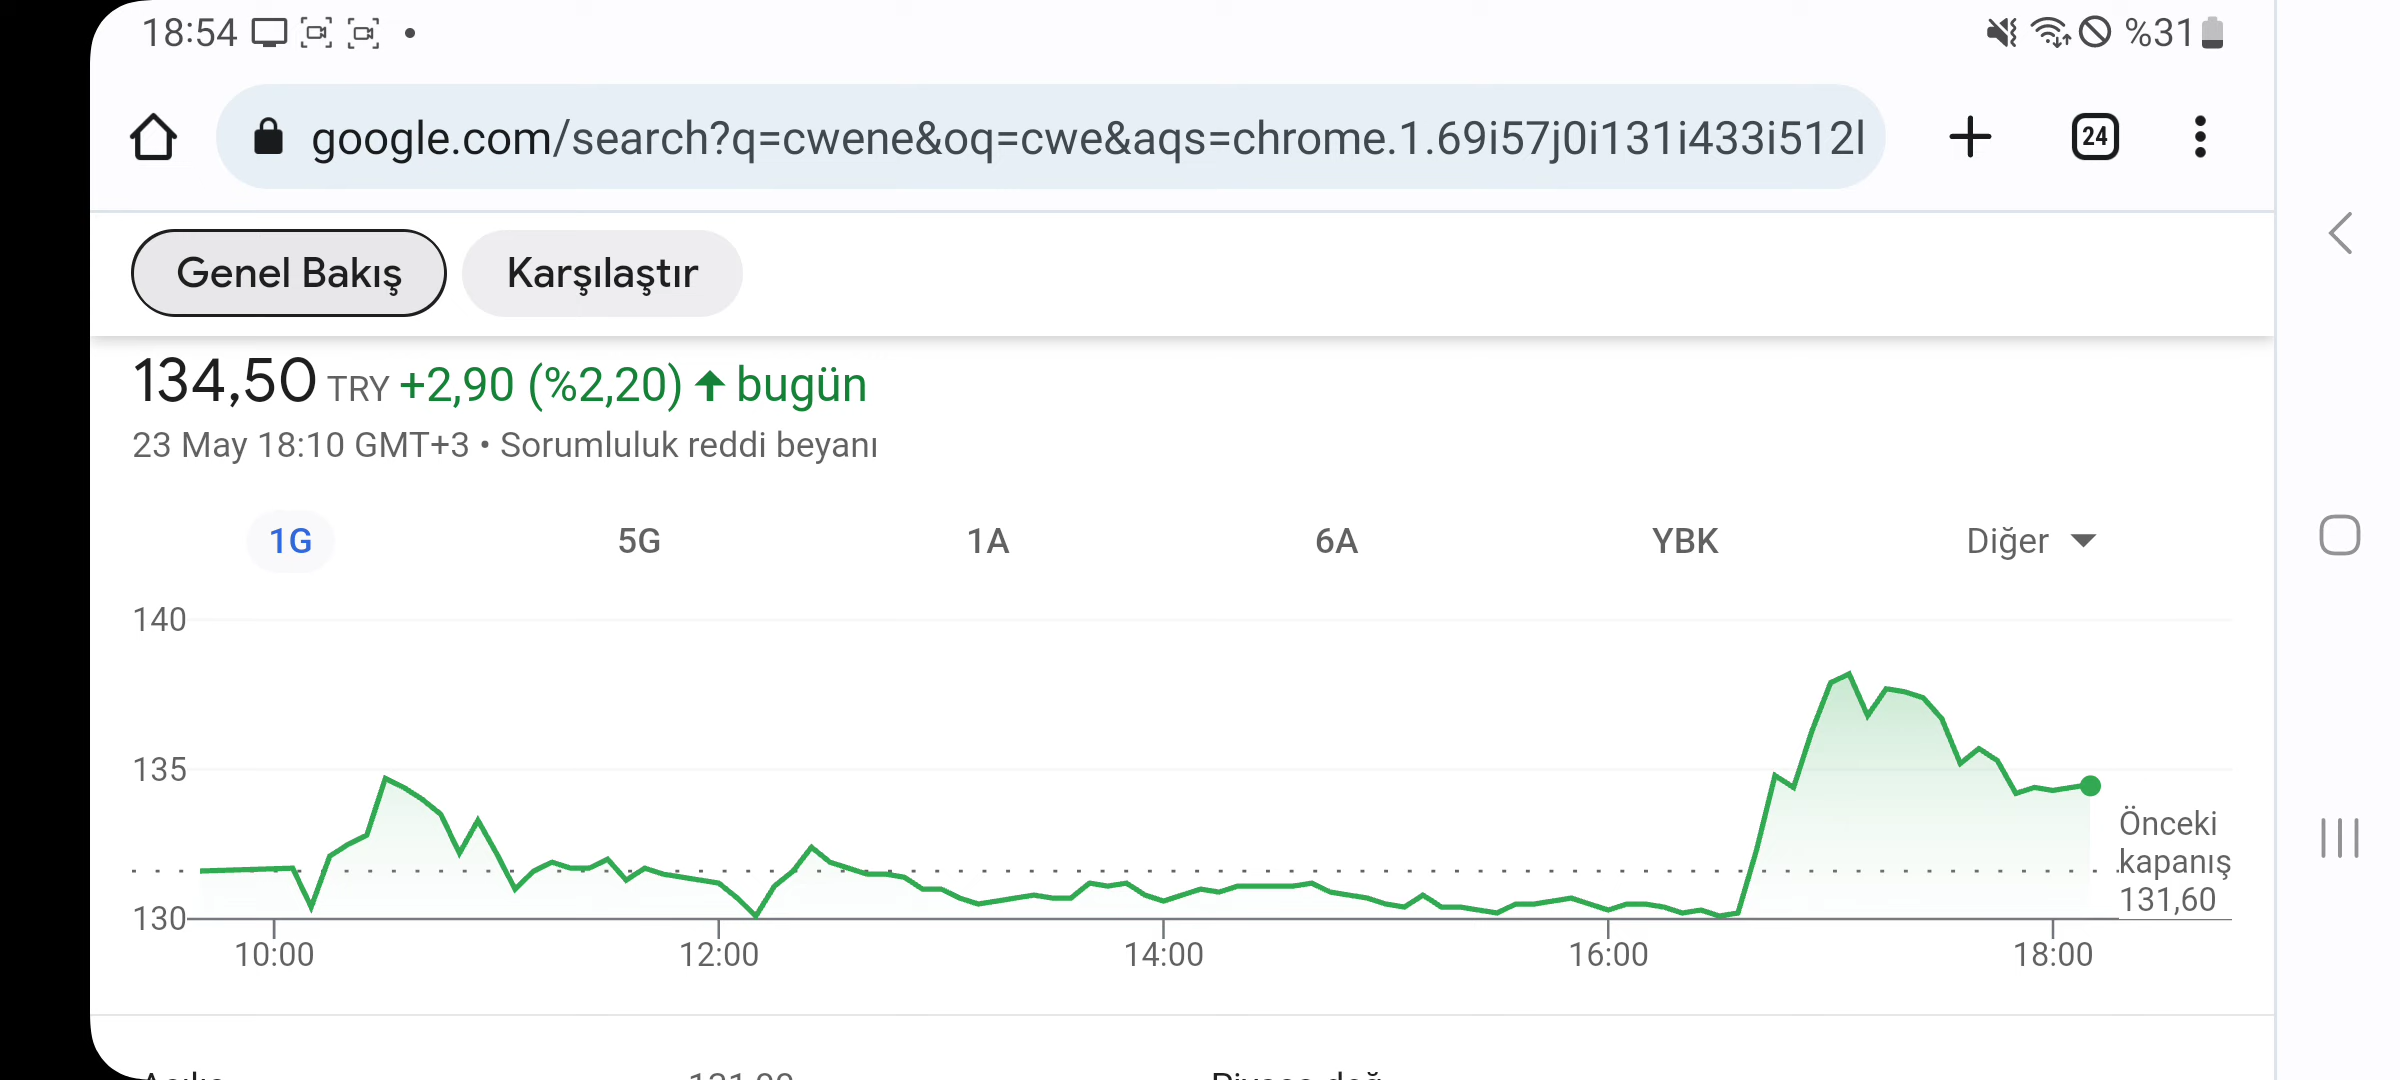 18:54 %31
google.com/search?q=cwene&oq=cwe&aqs=chrome.1.69i57j0i131i433i512l
24
Genel Bakış Karşılaştır
134,50 TRY +2,90 (%2,20) bugün
23 May 18:10 GMT+3 • Sorumluluk reddi beyanı
1G 5G 1A 6A YBK Diğer
140
135
130
Önceki
kapanış
131,60
10:00 12:00 14:00 16:00 18:00